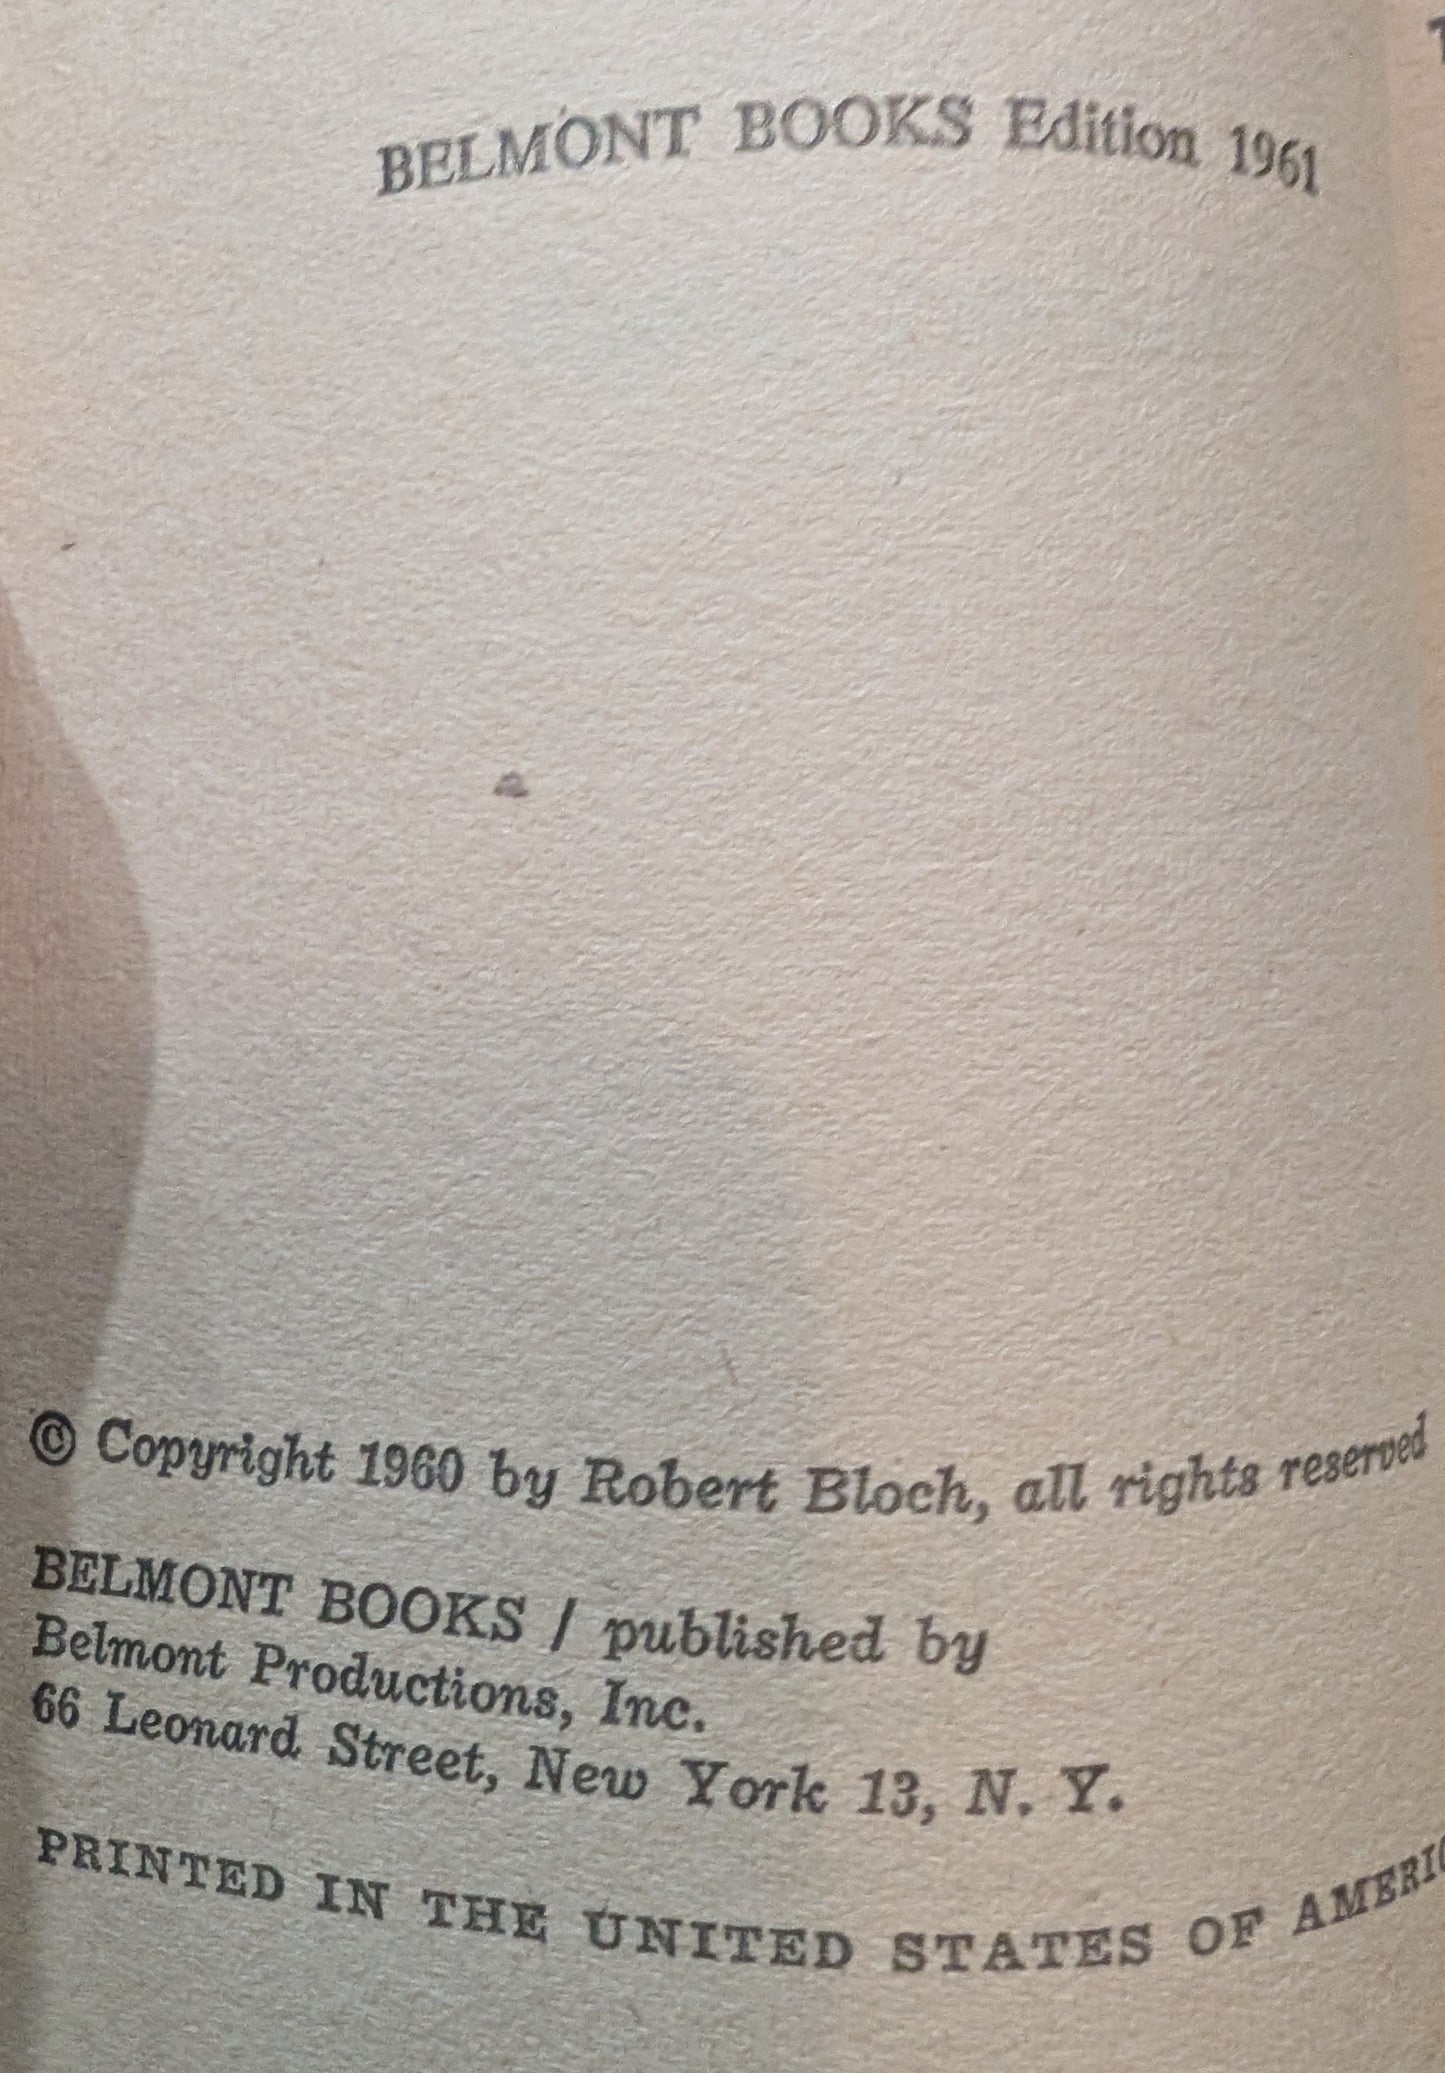 BELMONT BOOKS Edition 1961
© Copyright 1960 by Robert Bloch, all rights reserved
BELMONT BOOKS / published by
Belmont Productions, Inc.
66 Leonard Street, New York 13, N. Y.
PRINTED IN THE UNITED STATES OF AMERIC